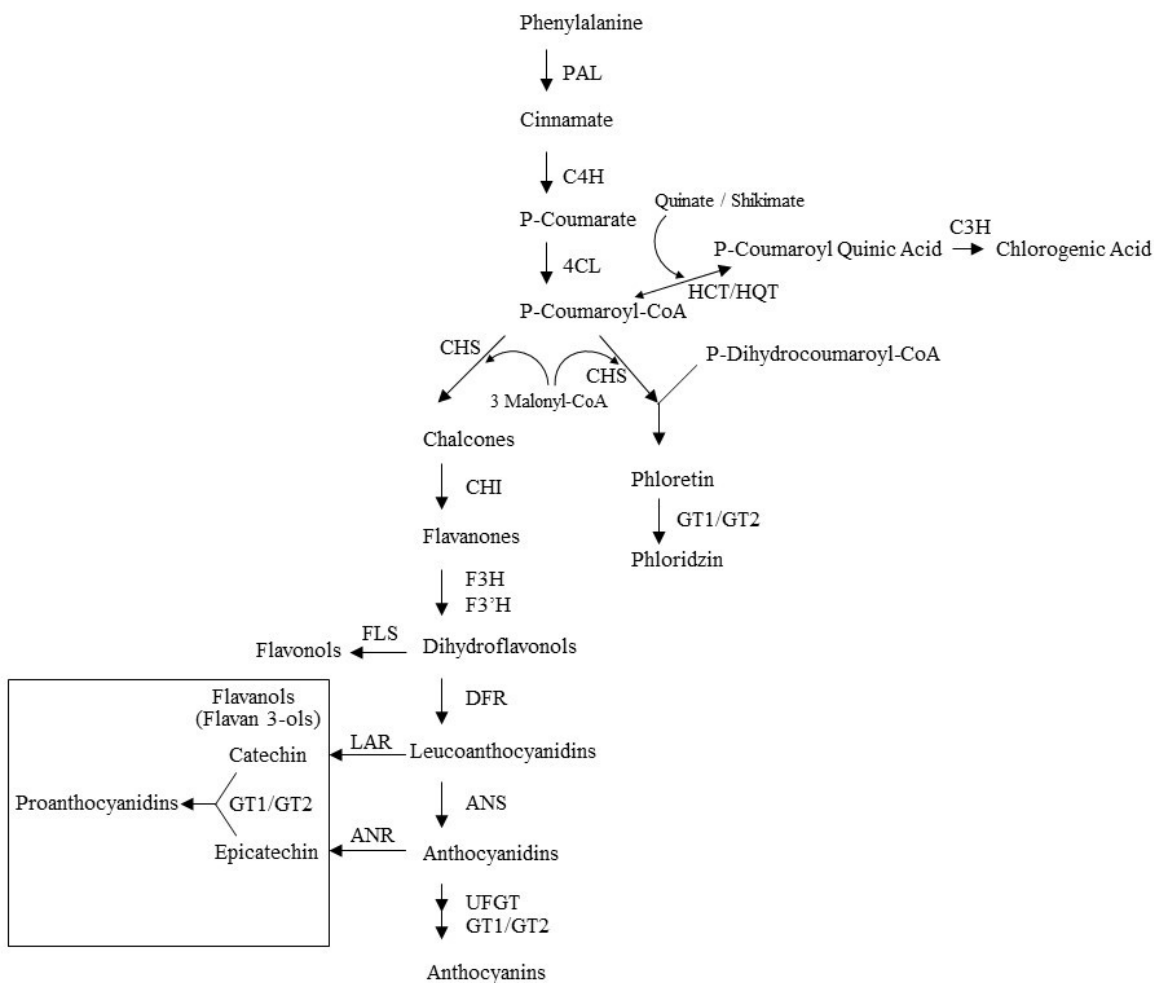 Phenylalanine
PAL
Cinnamate
C4H
Quinate / Shikimate
P-Coumarate
C3H
P-Coumaroyl Quinic Acid
Chlorogenic Acid
4CL
HCT/HQT
P-Coumaroyl-CoA
CHS
P-Dihydrocoumaroyl-CoA
CHS
3 Malonyl-CoA
Chalcones
CHI
Phloretin
GT1/GT2
Flavanones
Phloridzin
F3H
F3’H
FLS
Flavonols
Dihydroflavonols
DFR
Flavanols
(Flavan 3-ols)
LAR
Catechin
Leucoanthocyanidins
Proanthocyanidins
GT1/GT2
ANS
ANR
Epicatechin
Anthocyanidins
UFGT
GT1/GT2
Anthocyanins